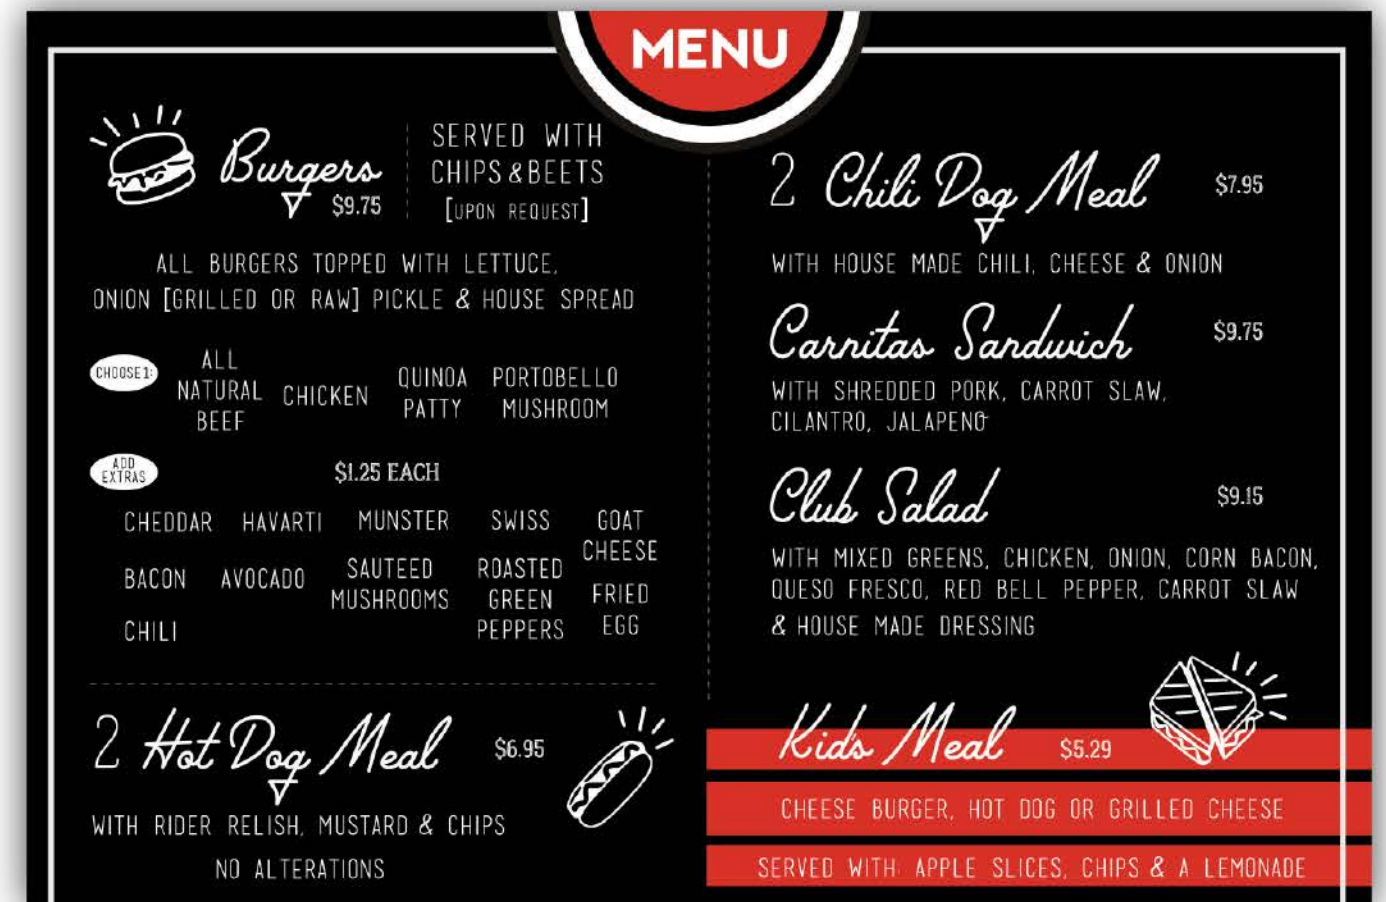 MENU
Burgers
$9.75
SERVED WITH
CHIPS & BEETS
[UPON REQUEST]
ALL BURGERS TOPPED WITH LETTUCE,
ONION [GRILLED OR RAW] PICKLE & HOUSE SPREAD
CHOOSE 1:
ALL NATURAL BEEF
CHICKEN
QUINOA PATTY
PORTOBELLO MUSHROOM
ADD EXTRAS
$1.25 EACH
CHEDDAR
HAVARTI
MUNSTER
SWISS
GOAT CHEESE
BACON
AVOCADO
SAUTEED MUSHROOMS
ROASTED GREEN PEPPERS
FRIED EGG
CHILI
2 Hot Dog Meal $6.95
WITH RIDER RELISH, MUSTARD & CHIPS
NO ALTERATIONS
2 Chili Dog Meal $7.95
WITH HOUSE MADE CHILI, CHEESE & ONION
Carnitas Sandwich $9.75
WITH SHREDDED PORK, CARROT SLAW,
CILANTRO, JALAPENO
Club Salad $9.15
WITH MIXED GREENS, CHICKEN, ONION, CORN BACON,
QUESO FRESCO, RED BELL PEPPER, CARROT SLAW
& HOUSE MADE DRESSING
Kid's Meal $5.29
CHEESE BURGER, HOT DOG OR GRILLED CHEESE
SERVED WITH: APPLE SLICES, CHIPS & A LEMONADE